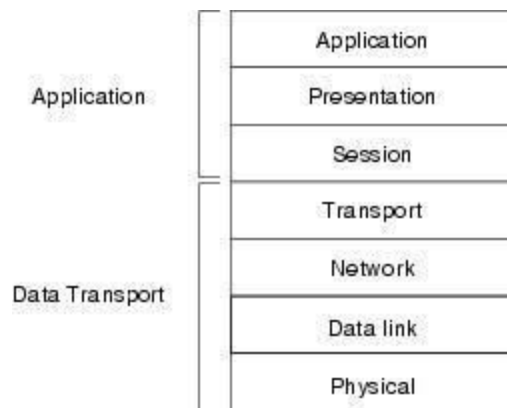 Application
Presentation
Session
Transport
Network
Data link
Physical
Application
Data Transport